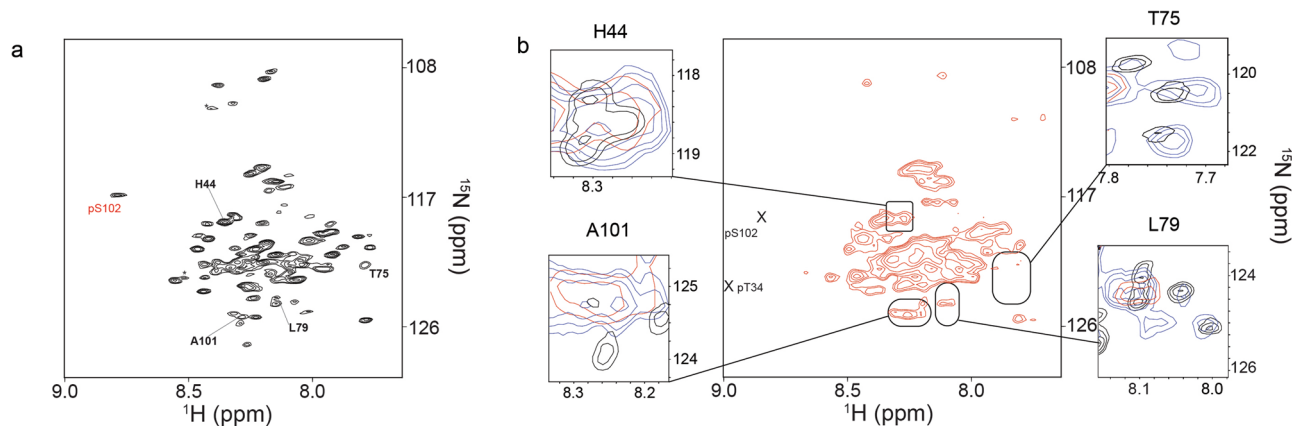 a
108
117
126
9.0
8.5
8.0
¹H (ppm)
¹⁵N (ppm)
pS102
H44
*
*
T75
L79
A101
b
H44
118
119
8.3
A101
125
124
8.3
8.2
108
117
126
9.0
8.5
8.0
¹H (ppm)
X
pS102
X pT34
T75
120
122
7.8
7.7
¹⁵N (ppm)
L79
124
126
8.1
8.0